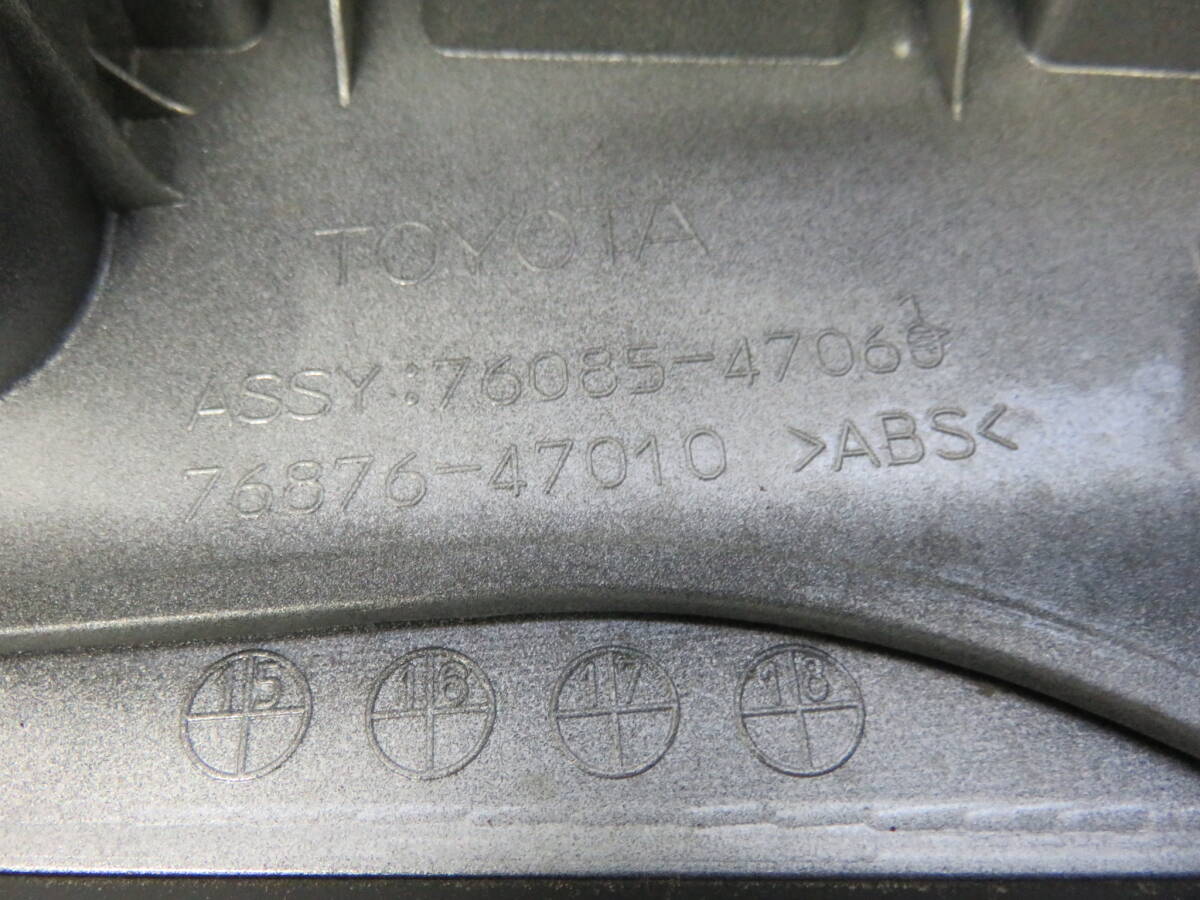 TOYOTA
ASSY:76085-47060
76876-47010 >ABS<
15 16 17 18